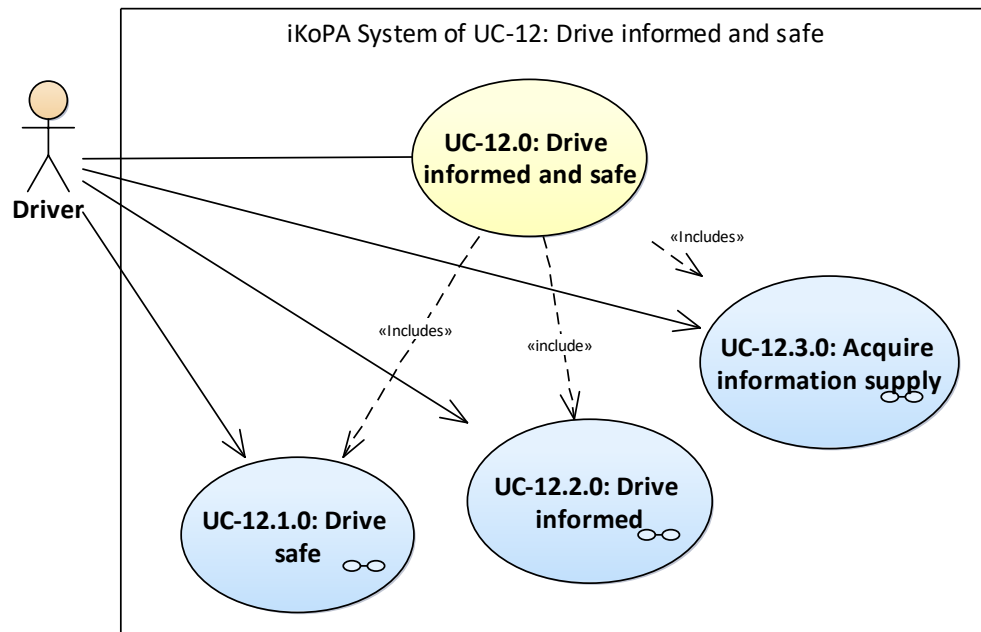 iKoPA System of UC-12: Drive informed and safe
UC-12.0: Drive
informed and safe
Driver
«Includes»
«Includes»
«include»
UC-12.3.0: Acquire
information supply
UC-12.2.0: Drive
informed
UC-12.1.0: Drive
safe